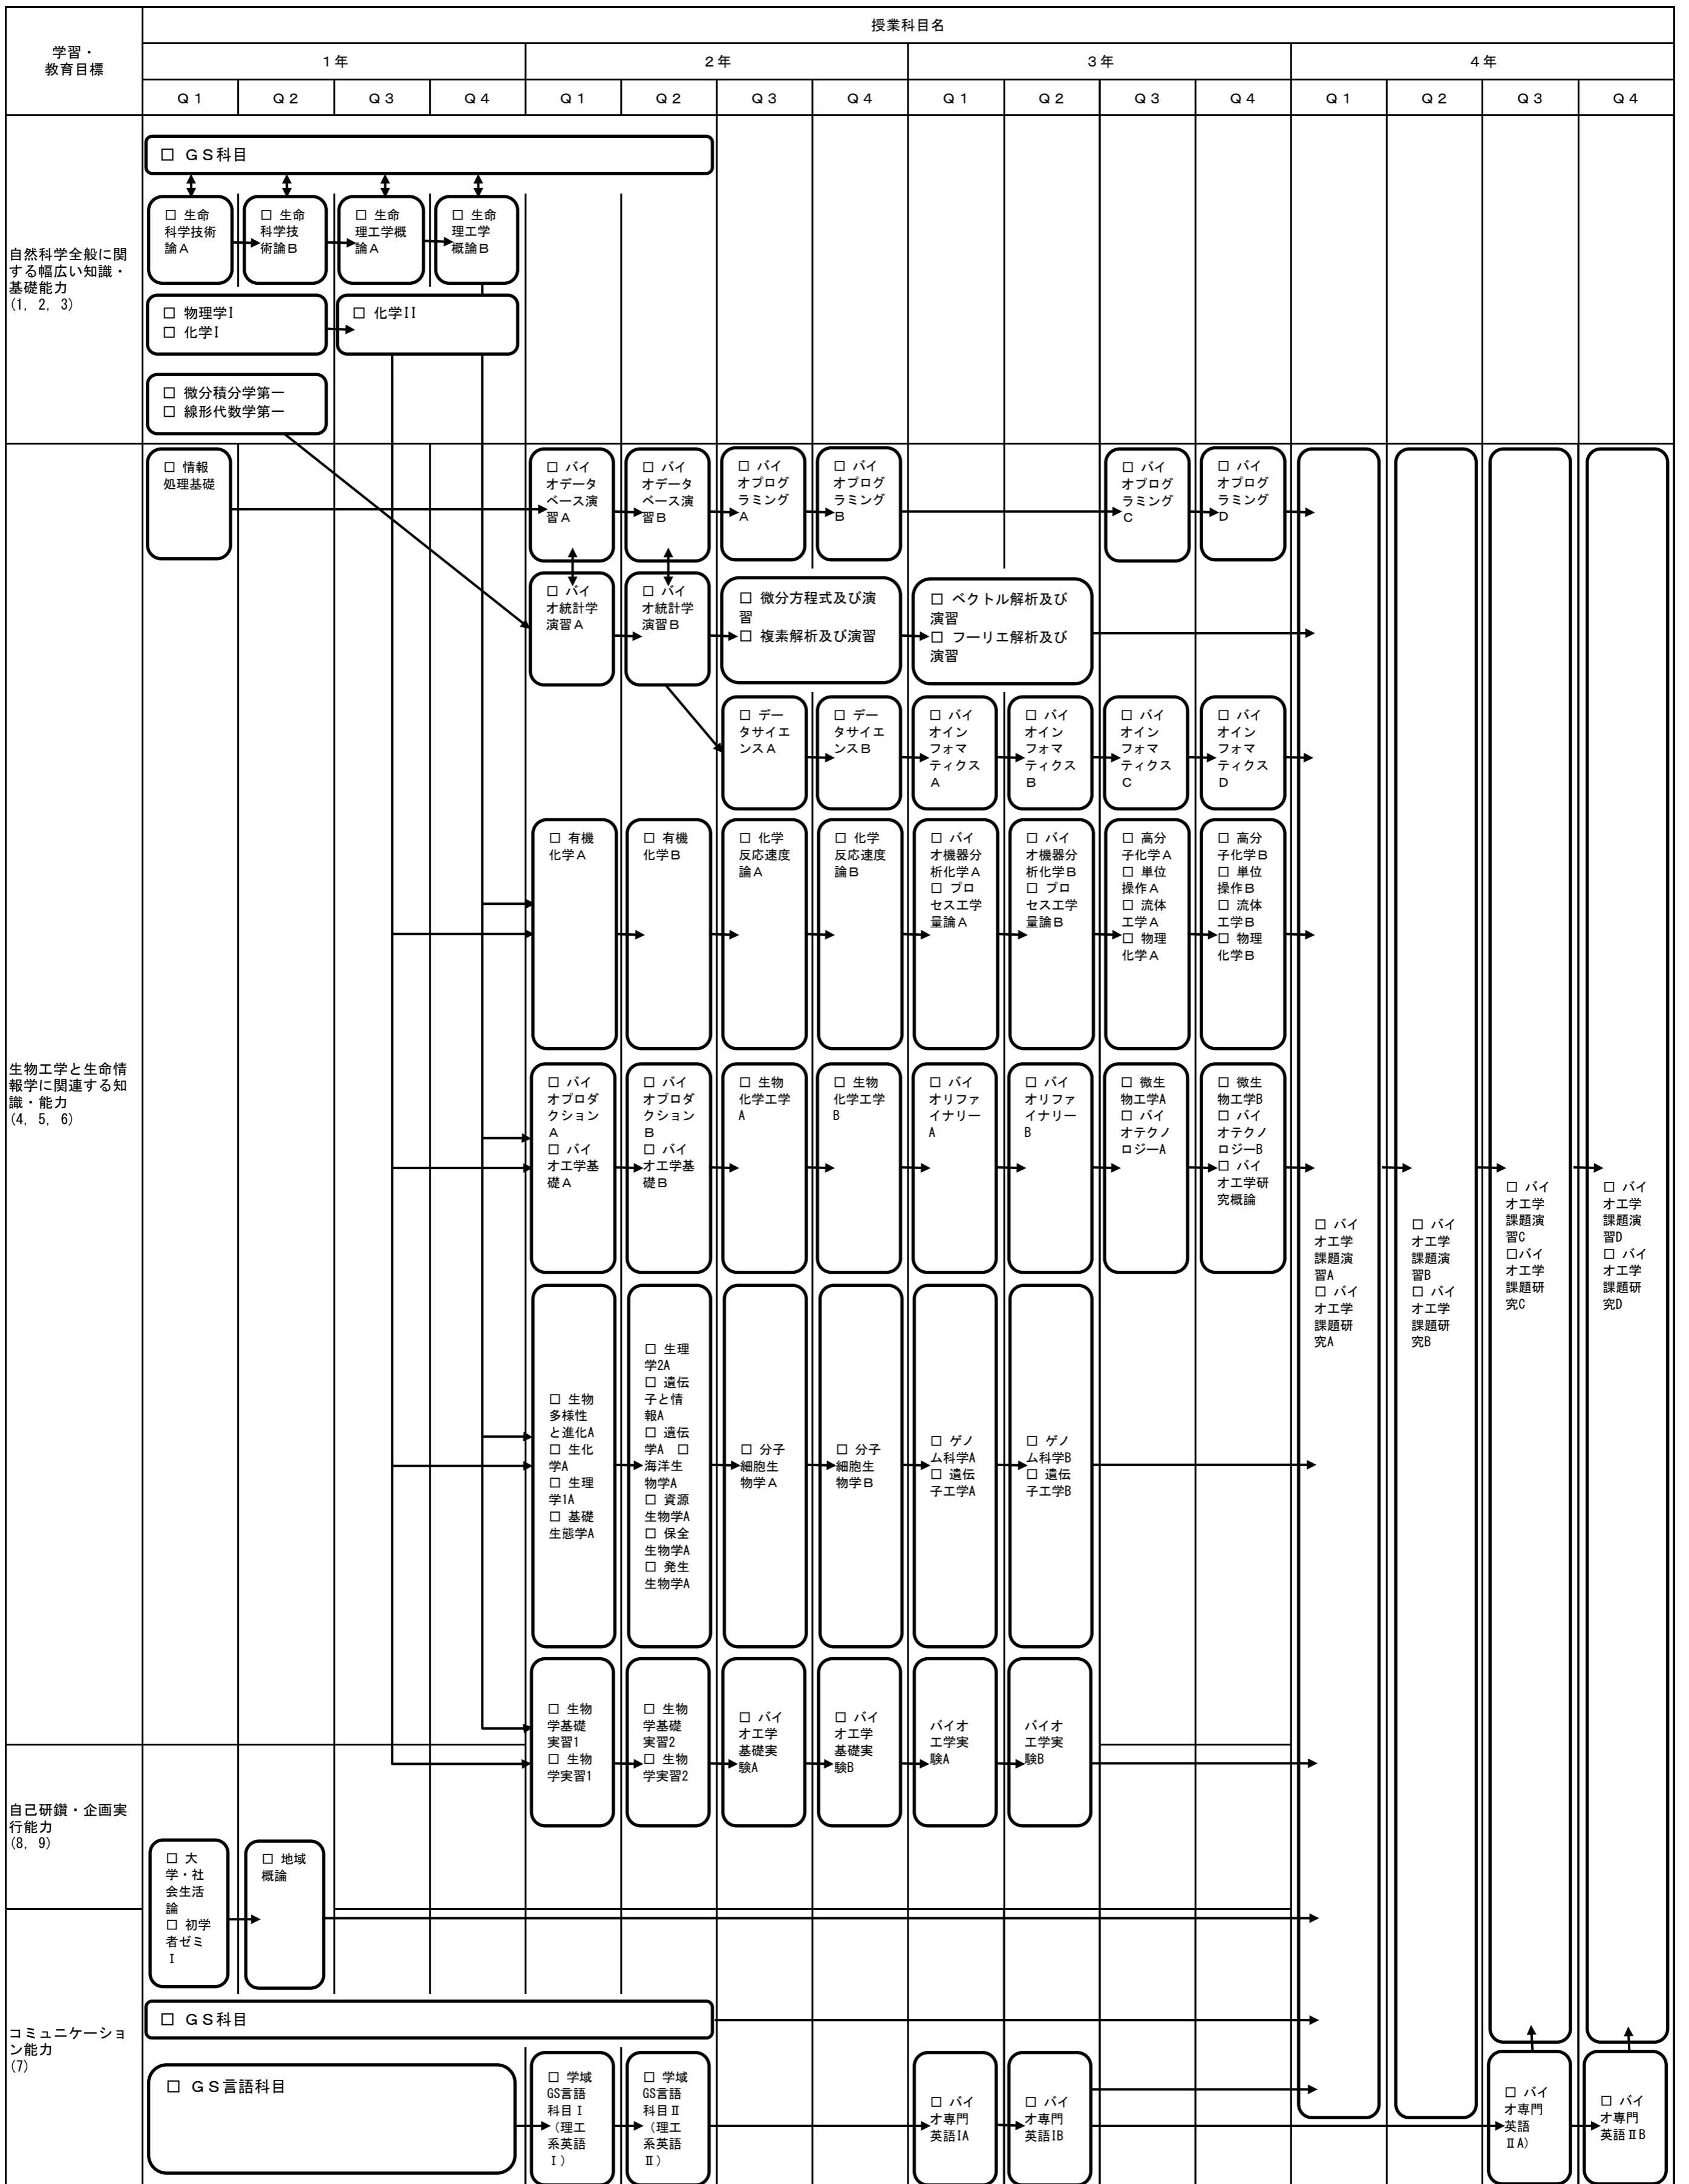 授業科目名
学習・
教育目標
1年
2年
3年
4年
Q1
Q2
Q3
Q4
Q1
Q2
Q3
Q4
Q1
Q2
Q3
Q4
Q1
Q2
Q3
Q4
自然科学全般に関
する幅広い知識・
基礎能力
(1, 2, 3)
□ GS科目
□ 生命
科学技術
論A
□ 生命
科学技
術論B
□ 生命
理工学概
論A
□ 生命
理工学
概論B
□ 物理学I
□ 化学I
□ 化学II
□ 微分積分学第一
□ 線形代数学第一
生物工学と生命情
報学に関連する知
識・能力
(4, 5, 6)
□ 情報
処理基礎
□ バイ
オデータ
ベース演
習A
□ バイ
オデータ
ベース演
習B
□ バイ
オプログ
ラミング
A
□ バイ
オプログ
ラミング
B
□ バイ
オプログ
ラミング
C
□ バイ
オプログ
ラミング
D
□ バイ
オ統計学
演習A
□ バイ
オ統計学
演習B
□ 微分方程式及び演
習
□ 複素解析及び演習
□ ベクトル解析及び
演習
□ フーリエ解析及び
演習
□ デー
タサイエ
ンスA
□ デー
タサイエ
ンスB
□ バイ
オイン
フォマ
ティクス
A
□ バイ
オイン
フォマ
ティクス
B
□ バイ
オイン
フォマ
ティクス
C
□ バイ
オイン
フォマ
ティクス
D
□ 有機
化学A
□ 有機
化学B
□ 化学
反応速度
論A
□ 化学
反応速度
論B
□ バイ
オ機器分
析化学A
□ プロ
セス工学
量論A
□ バイ
オ機器分
析化学B
□ プロ
セス工学
量論B
□ 高分
子化学A
□ 単位
操作A
□ 流体
工学A
□ 物理
化学A
□ 高分
子化学B
□ 単位
操作B
□ 流体
工学B
□ 物理
化学B
□ バイ
オプロダ
クション
A
□ バイ
オ工学基
礎A
□ バイ
オプロダ
クション
B
□ バイ
オ工学基
礎B
□ 生物
化学工学
A
□ 生物
化学工学
B
□ バイ
オリファ
イナリー
A
□ バイ
オリファ
イナリー
B
□ 微生
物工学A
□ バイ
オテクノ
ロジーA
□ 微生
物工学B
□ バイ
オテクノ
ロジーB
□ バイ
オ工学研
究概論
□ バイ
オ工学
課題演
習A
□ バイ
オ工学
課題研
究A
□ バイ
オ工学
課題演
習B
□ バイ
オ工学
課題研
究B
□ バイ
オ工学
課題演
習C
□バイ
オ工学
課題研
究C
□ バイ
オ工学
課題演
習D
□ バイ
オ工学
課題研
究D
□ 生物
多様性
と進化A
□ 生化
学A
□ 生理
学1A
□ 基礎
生態学A
□ 生理
学2A
□ 遺伝
子と情
報A
□ 遺伝
学A □
海洋生
物学A
□ 資源
生物学A
□ 保全
生物学A
□ 発生
生物学A
□ 分子
細胞生
物学A
□ 分子
細胞生
物学B
□ ゲノ
ム科学A
□ 遺伝
子工学A
□ ゲノ
ム科学B
□ 遺伝
子工学B
□ 生物
学基礎
実習1
□ 生物
学実習1
□ 生物
学基礎
実習2
□ 生物
学実習2
□ バイ
オ工学
基礎実
験A
□ バイ
オ工学
基礎実
験B
バイオ
工学実
験A
バイオ
工学実
験B
自己研鑽・企画実
行能力
(8, 9)
□ 大
学・社
会生活
論
□ 初学
者ゼミ
I
□ 地域
概論
コミュニケーショ
ン能力
(7)
□ GS科目
□ GS言語科目
□ 学域
GS言語
科目Ⅰ
(理工
系英語
Ⅰ)
□ 学域
GS言語
科目Ⅱ
(理工
系英語
Ⅱ)
□ バイ
オ専門
英語IA
□ バイ
オ専門
英語IB
□ バイ
オ専門
英語
ⅡA)
□ バイ
オ専門
英語ⅡB